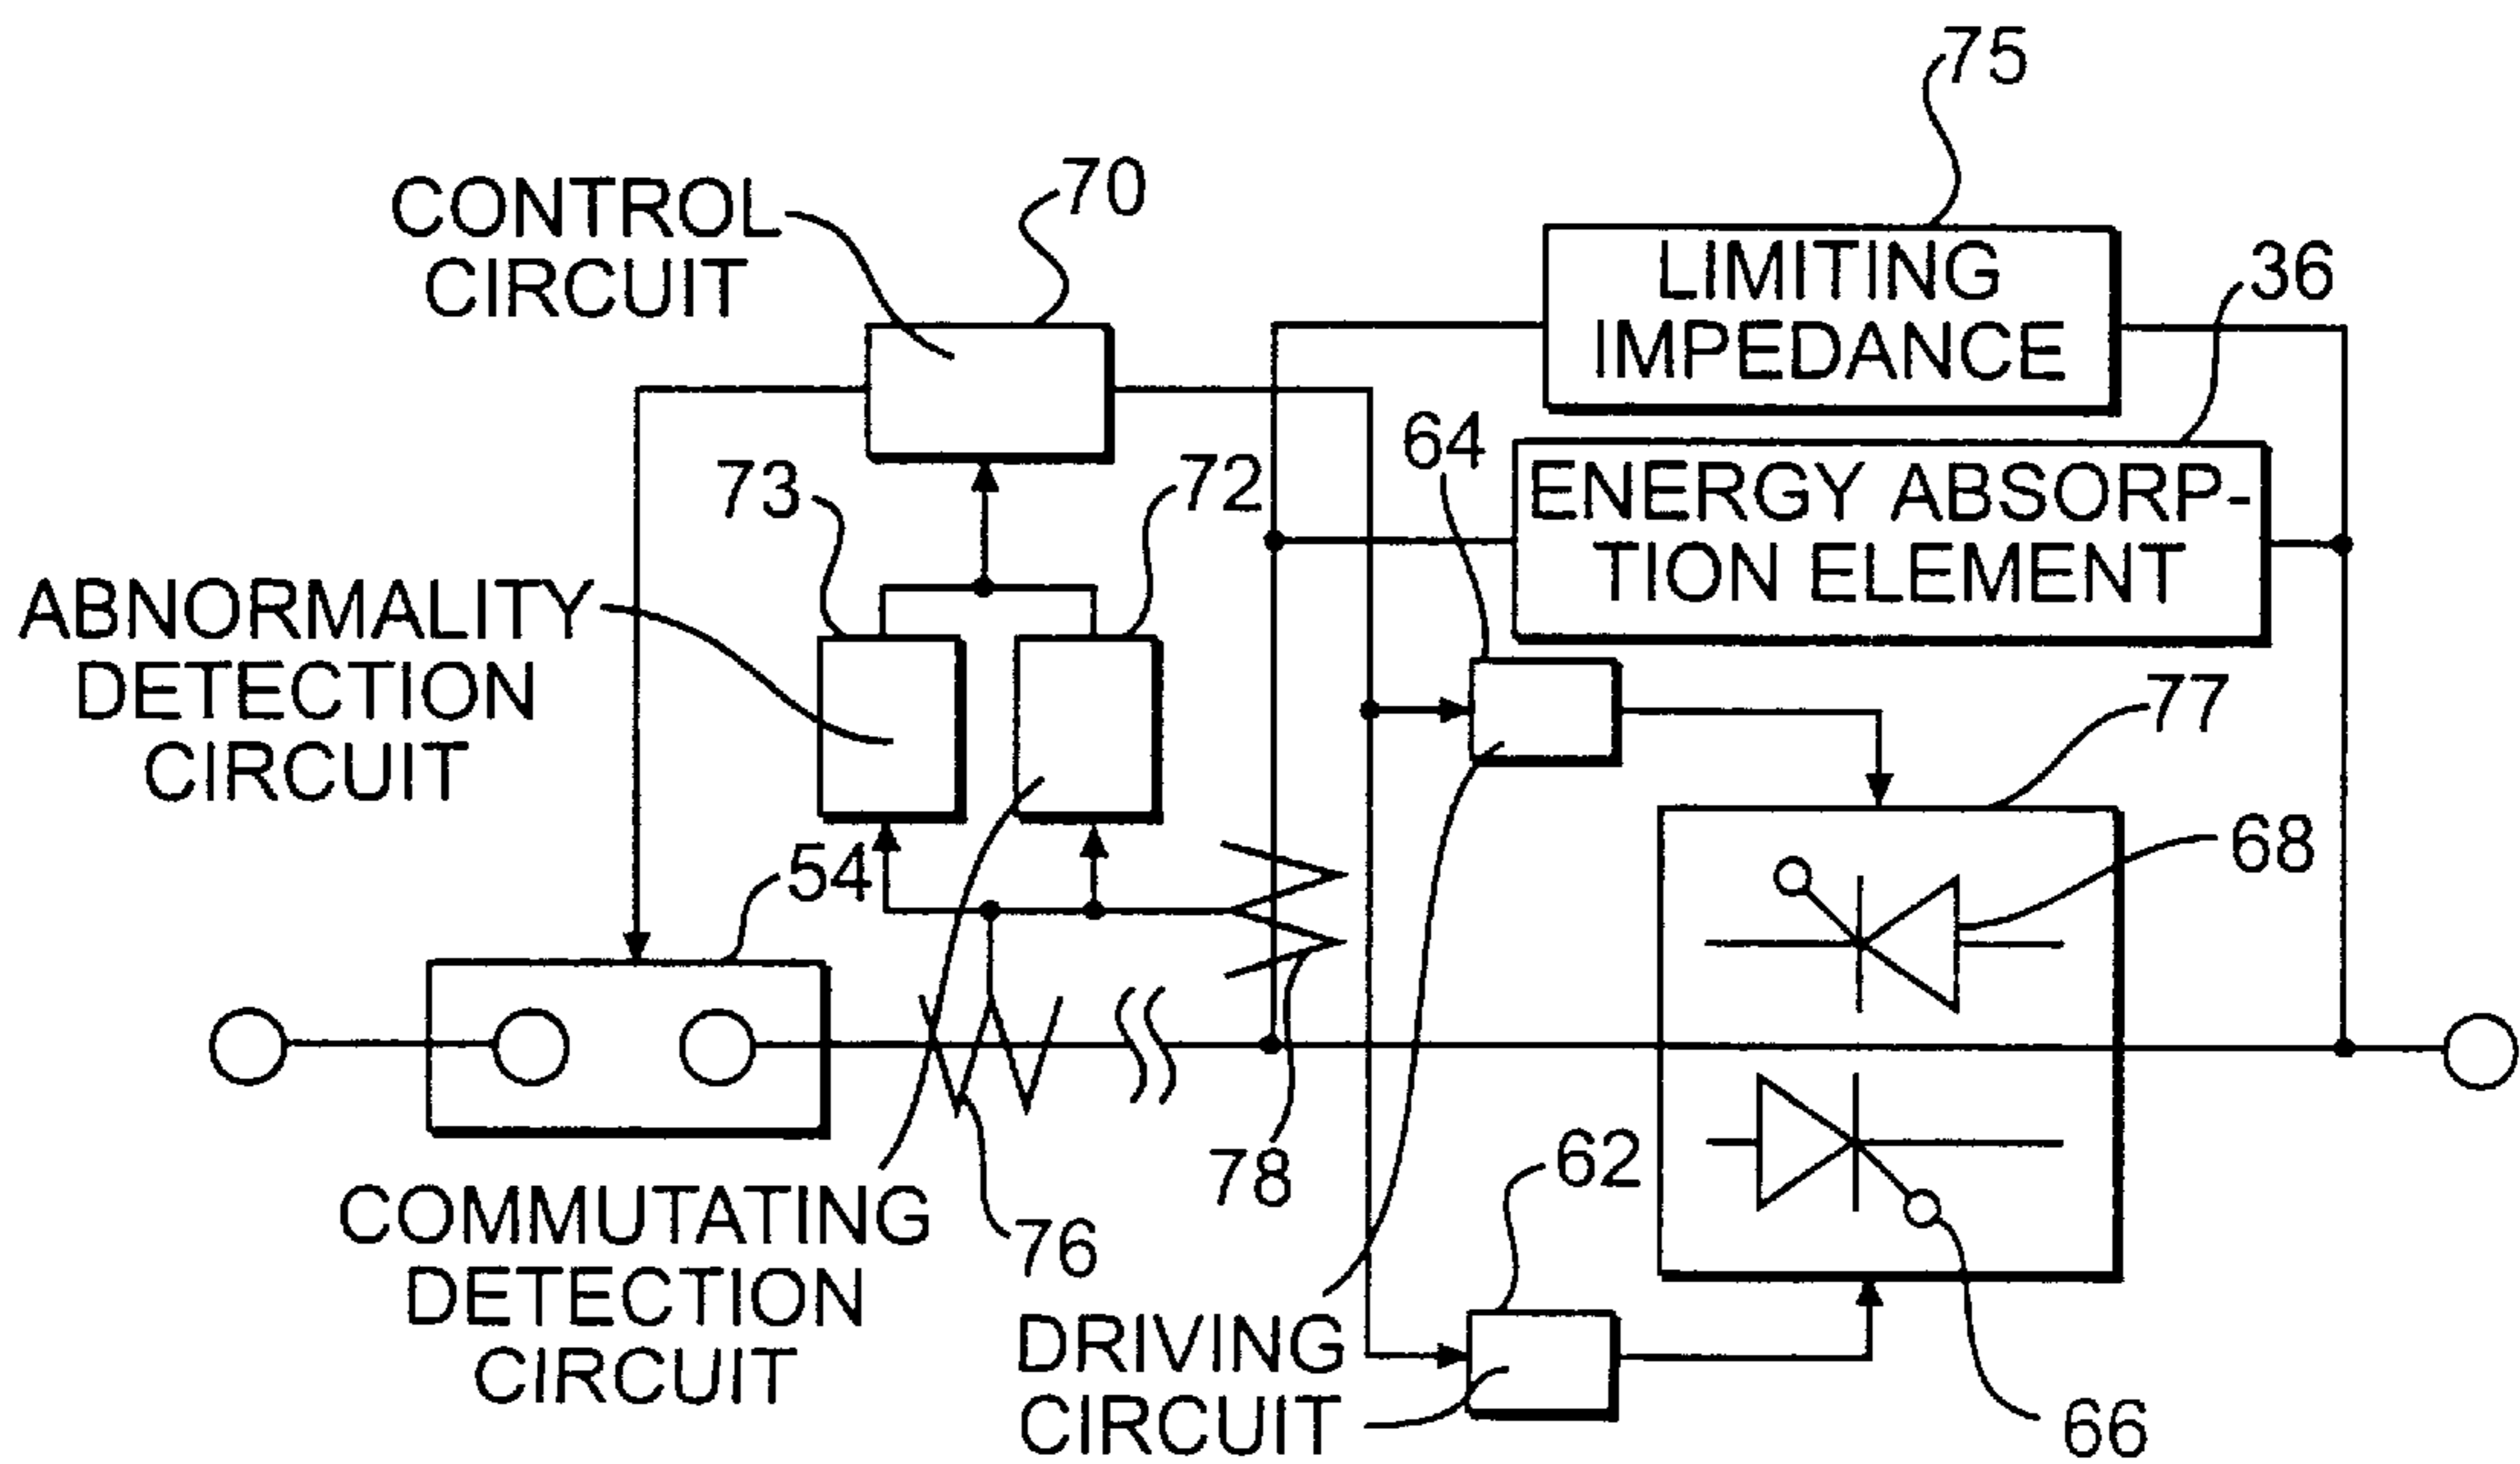 75
70
CONTROL
CIRCUIT
LIMITING
IMPEDANCE
36
64
73
72
ENERGY ABSORP-
TION ELEMENT
ABNORMALITY
DETECTION
CIRCUIT
77
54
68
78
62
COMMUTATING
DETECTION
CIRCUIT
76
DRIVING
CIRCUIT
66